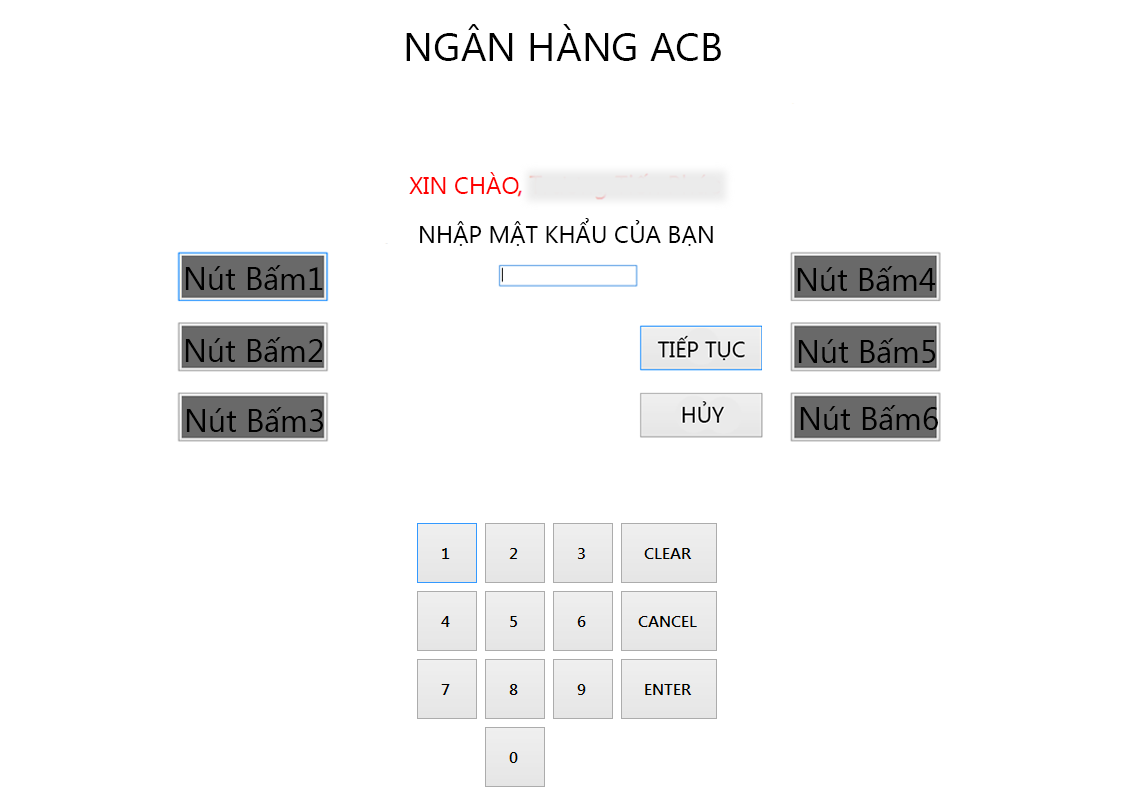 NGÂN HÀNG ACB
XIN CHÀO,
NHẬP MẬT KHẨU CỦA BẠN
Nút Bấm1
Nút Bấm4
Nút Bấm2
TIẾP TỤC
Nút Bấm5
Nút Bấm3
HỦY
Nút Bấm6
1 2 3 CLEAR
4 5 6 CANCEL
7 8 9 ENTER
0